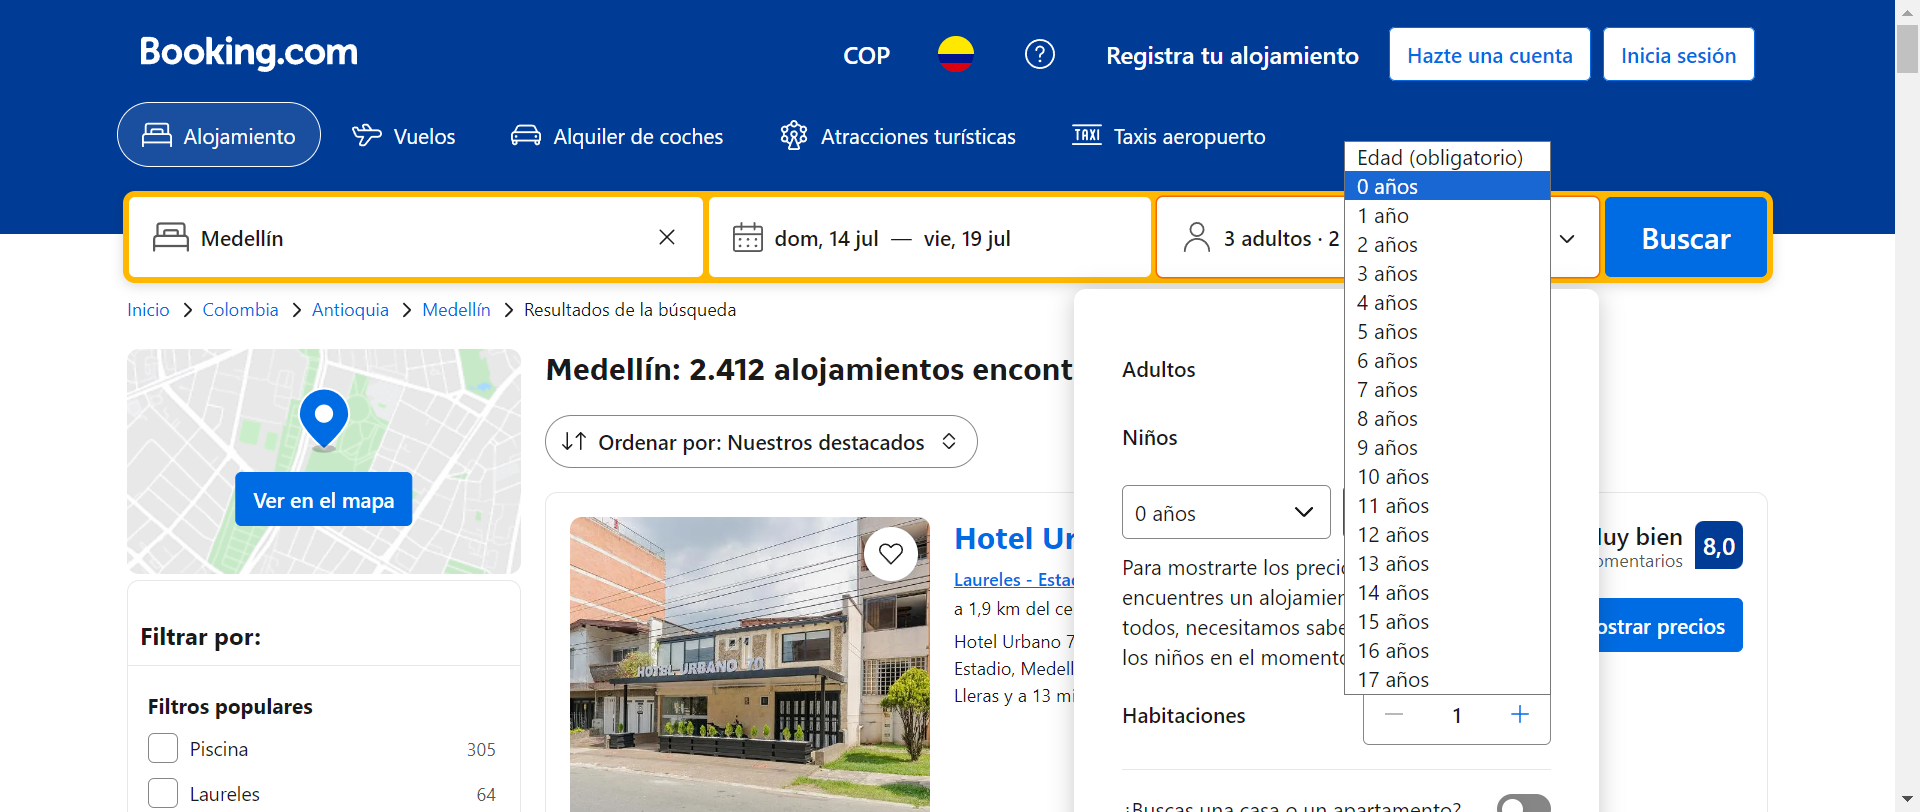 Booking.com
COP
Registra tu alojamiento
Hazte una cuenta
Inicia sesión
Alojamiento
Vuelos
Alquiler de coches
Atracciones turísticas
TAXI
Taxis aeropuerto
Medellín
dom, 14 jul — vie, 19 jul
3 adultos · 2
Buscar
Edad (obligatorio)
0 años
1 año
2 años
3 años
4 años
5 años
6 años
7 años
8 años
9 años
10 años
11 años
12 años
13 años
14 años
15 años
16 años
17 años
Inicio
Colombia
Antioquia
Medellín
Resultados de la búsqueda
Ver en el mapa
Filtrar por:
Filtros populares
Piscina 305
Laureles 64
Medellín: 2.412 alojamientos encont
Ordenar por: Nuestros destacados
HOTEL URBANO 70
Hotel Ur
Laureles - Esta
a 1,9 km del ce
Hotel Urbano 7
Estadio, Medell
Lleras y a 13 mi
Adultos
Niños
0 años
Para mostrarte los preci
encuentres un alojamien
todos, necesitamos sabe
los niños en el momento
Habitaciones
1
¿Buscas una casa o un apartamento?
uy bien
omentarios
8,0
ostrar precios